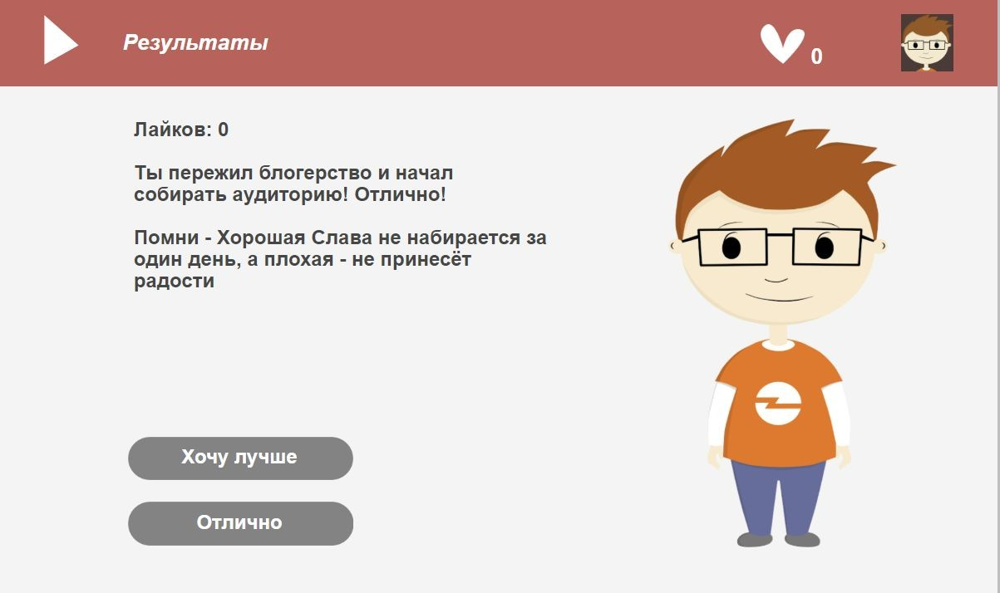 Результаты
0
Лайков: 0
Ты пережил блогерство и начал
собирать аудиторию! Отлично!
Помни - Хорошая Слава не набирается за
один день, а плохая - не принесёт
радости
Хочу лучше
Отлично